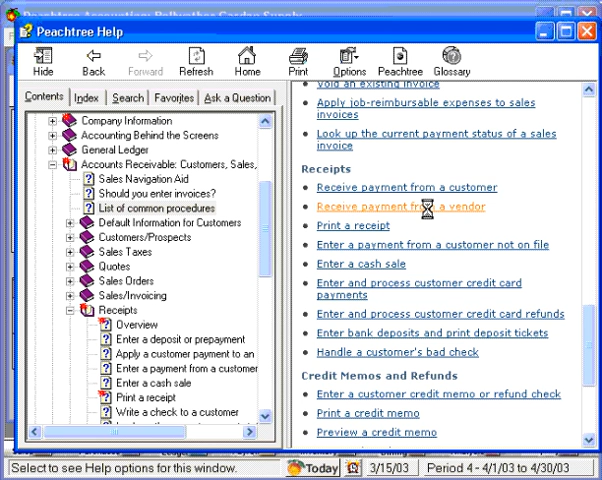 Peachtree Accounting: Bellwether Garden Supply
Peachtree Help
Hide
Back
Forward
Refresh
Home
Print
Options
Peachtree
Glossary
Contents
Index
Search
Favorites
Ask a Question
Company Information
Accounting Behind the Screens
General Ledger
Accounts Receivable: Customers, Sales,
Sales Navigation Aid
Should you enter invoices?
List of common procedures
Default Information for Customers
Customers/Prospects
Sales Taxes
Quotes
Sales Orders
Sales/Invoicing
Receipts
Overview
Enter a deposit or prepayment
Apply a customer payment to an
Enter a payment from a customer
Enter a cash sale
Print a receipt
Write a check to a customer
Void an existing invoice
Apply job-reimbursable expenses to sales
invoices
Look up the current payment status of a sales
invoice
Receipts
Receive payment from a customer
Receive payment from a vendor
Print a receipt
Enter a payment from a customer not on file
Enter a cash sale
Enter and process customer credit card
payments
Enter and process customer credit card refunds
Enter bank deposits and print deposit tickets
Handle a customer's bad check
Credit Memos and Refunds
Enter a customer credit memo or refund check
Print a credit memo
Preview a credit memo
Select to see Help options for this window.
Today
3/15/03
Period 4 - 4/1/03 to 4/30/03